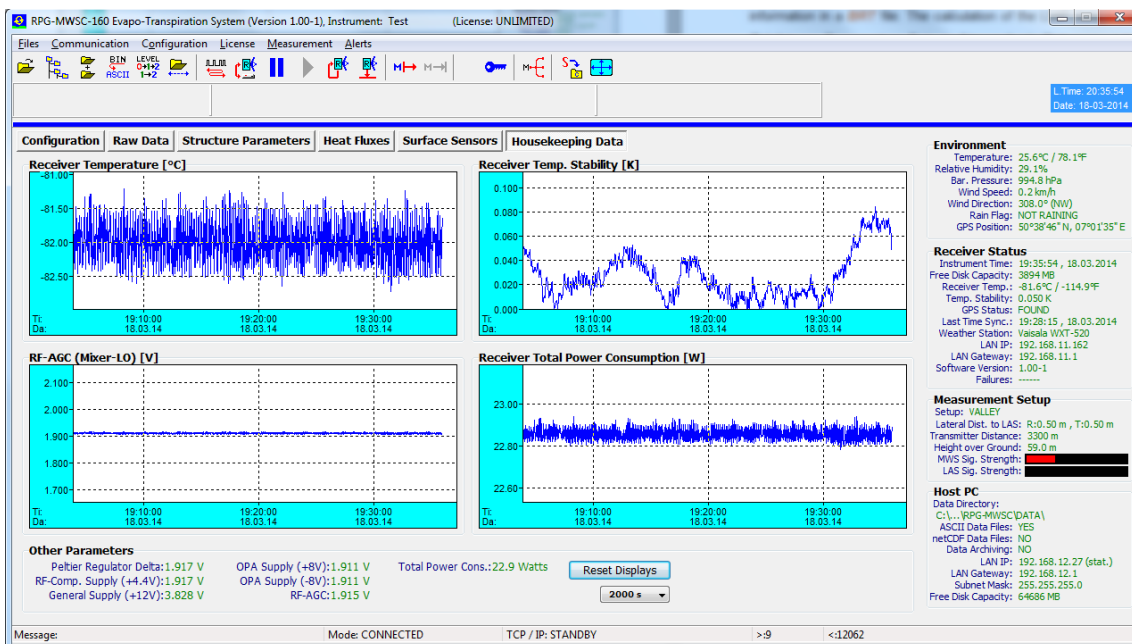 RPG-MWSC-160 Evapo-Transpiration System (Version 1.00-1), Instrument: Test (License: UNLIMITED)
information in a file: The calculation of the
Files Communication Configuration License Measurement Alerts
BIN ASCII LEVEL 0+1+2 1→2
L.Time: 20:35:54
Date: 18-03-2014
Configuration Raw Data Structure Parameters Heat Fluxes Surface Sensors Housekeeping Data
Receiver Temperature [°C]
-81.00
-81.50
-82.00
-82.50
Ti: 19:10:00 19:20:00 19:30:00
Da: 18.03.14 18.03.14 18.03.14
Receiver Temp. Stability [K]
0.100
0.080
0.060
0.040
0.020
0.000
Ti: 19:10:00 19:20:00 19:30:00
Da: 18.03.14 18.03.14 18.03.14
RF-AGC (Mixer-LO) [V]
2.100
2.000
1.900
1.800
1.700
Ti: 19:10:00 19:20:00 19:30:00
Da: 18.03.14 18.03.14 18.03.14
Receiver Total Power Consumption [W]
23.00
22.80
22.60
Ti: 19:10:00 19:20:00 19:30:00
Da: 18.03.14 18.03.14 18.03.14
Other Parameters
Peltier Regulator Delta: 1.917 V OPA Supply (+8V): 1.911 V Total Power Cons.: 22.9 Watts Reset Displays
RF-Comp. Supply (+4.4V): 1.917 V OPA Supply (-8V): 1.911 V
General Supply (+12V): 3.828 V RF-AGC: 1.915 V 2000 s
Environment
Temperature: 25.6°C / 78.1°F
Relative Humidity: 29.1%
Bar. Pressure: 994.8 hPa
Wind Speed: 0.2 km/h
Wind Direction: 308.0° (NW)
Rain Flag: NOT RAINING
GPS Position: 50°38'46" N, 07°01'35" E
Receiver Status
Instrument Time: 19:35:54 , 18.03.2014
Free Disk Capacity: 3894 MB
Receiver Temp.: -81.6°C / -114.9°F
Temp. Stability: 0.050 K
GPS Status: FOUND
Last Time Sync.: 19:28:15 , 18.03.2014
Weather Station: Vaisala WXT-520
LAN IP: 192.168.11.162
LAN Gateway: 192.168.11.1
Software Version: 1.00-1
Failures: ------
Measurement Setup
Setup: VALLEY
Lateral Dist. to LAS: R:0.50 m , T:0.50 m
Transmitter Distance: 3300 m
Height over Ground: 59.0 m
MWS Sig. Strength:
LAS Sig. Strength:
Host PC
Data Directory:
C:\...\RPG-MWSC\DATA\
ASCII Data Files: YES
netCDF Data Files: NO
Data Archiving: NO
LAN IP: 192.168.12.27 (stat.)
LAN Gateway: 192.168.12.1
Subnet Mask: 255.255.255.0
Free Disk Capacity: 64686 MB
Message: Mode: CONNECTED TCP / IP: STANDBY >:9 <:12062